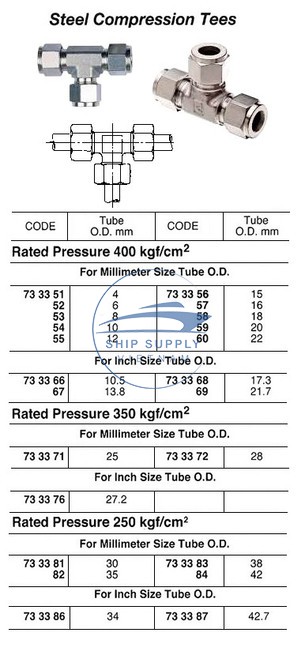 Steel Compression Tees
CODE Tube O.D. mm CODE Tube O.D. mm
Rated Pressure 400 kgf/cm2
For Millimeter Size Tube O.D.
73 33 51 4 73 33 56 15
52 6 57 16
53 8 58 18
54 10 59 20
55 12 60 22
SHIP SUPPLY
For Inch Size Tube O.D.
73 33 66 10.5 73 33 68 17.3
67 13.8 69 21.7
Rated Pressure 350 kgf/cm2
For Millimeter Size Tube O.D.
73 33 71 25 73 33 72 28
For Inch Size Tube O.D.
73 33 76 27.2
Rated Pressure 250 kgf/cm2
For Millimeter Size Tube O.D.
73 33 81 30 73 33 83 38
82 35 84 42
For Inch Size Tube O.D.
73 33 86 34 73 33 87 42.7